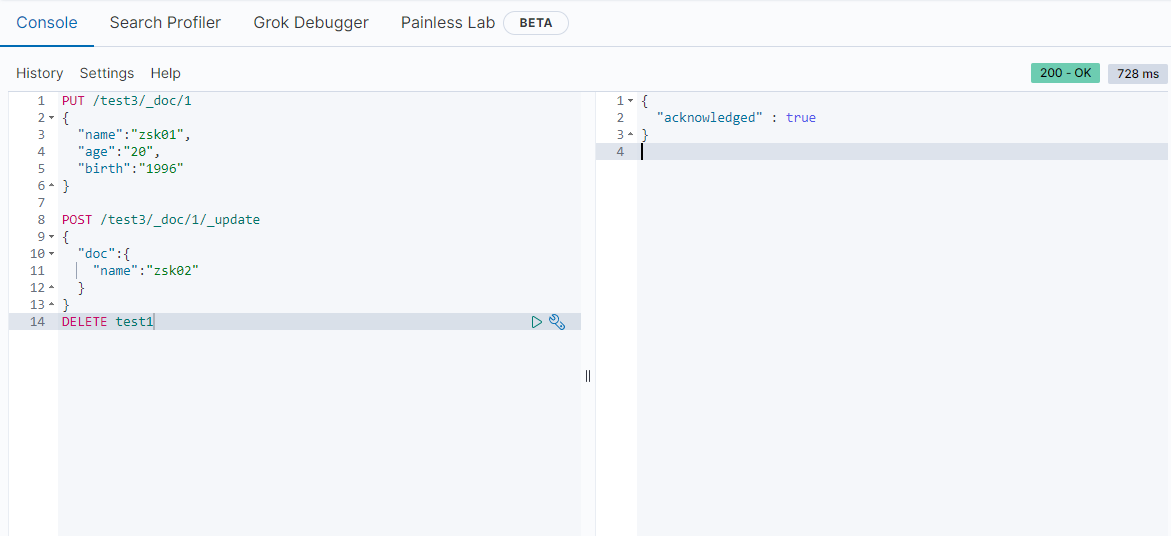 Console Search Profiler Grok Debugger Painless Lab BETA
History Settings Help 200 - OK 728 ms
1 PUT /test3/_doc/1
2 {
3 "name":"zsk01",
4 "age":"20",
5 "birth":"1996"
6 }
7
8 POST /test3/_doc/1/_update
9 {
10 "doc":{
11 "name":"zsk02"
12 }
13 }
14 DELETE test1
1 {
2 "acknowledged" : true
3 }
4